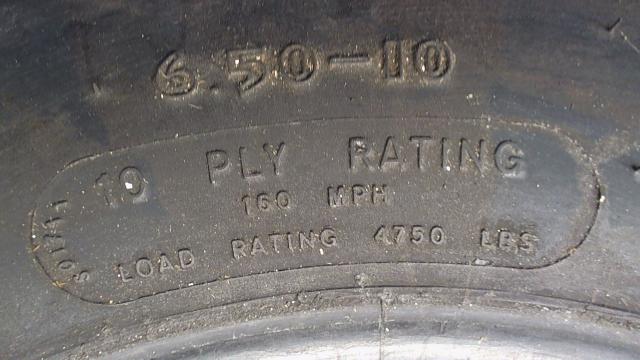 6.50-10
10 PLY RATING
160 MPH
LOAD RATING 4750 LBS